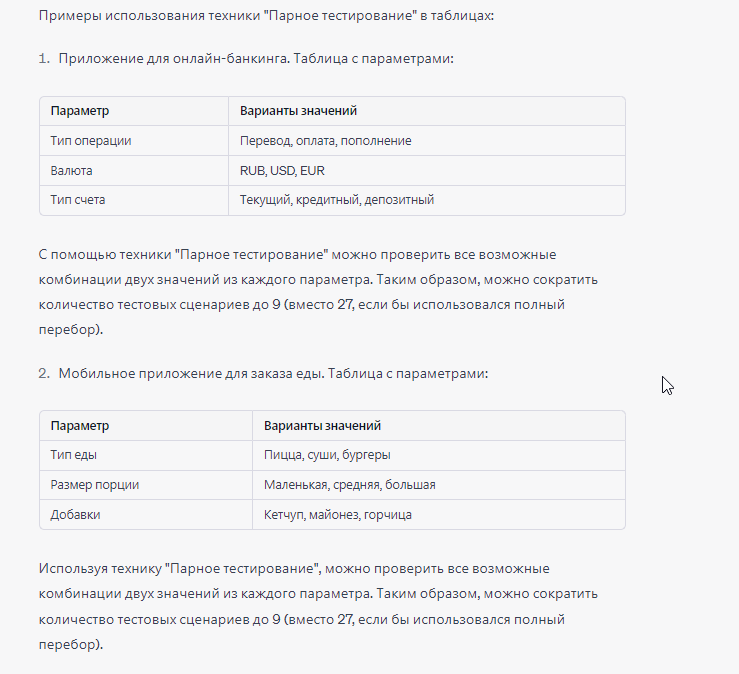 Примеры использования техники "Парное тестирование" в таблицах:
1. Приложение для онлайн-банкинга. Таблица с параметрами:
Параметр Варианты значений
Тип операции Перевод, оплата, пополнение
Валюта RUB, USD, EUR
Тип счета Текущий, кредитный, депозитный
С помощью техники "Парное тестирование" можно проверить все возможные
комбинации двух значений из каждого параметра. Таким образом, можно сократить
количество тестовых сценариев до 9 (вместо 27, если бы использовался полный
перебор).
2. Мобильное приложение для заказа еды. Таблица с параметрами:
Параметр Варианты значений
Тип еды Пицца, суши, бургеры
Размер порции Маленькая, средняя, большая
Добавки Кетчуп, майонез, горчица
Используя технику "Парное тестирование", можно проверить все возможные
комбинации двух значений из каждого параметра. Таким образом, можно сократить
количество тестовых сценариев до 9 (вместо 27, если бы использовался полный
перебор).